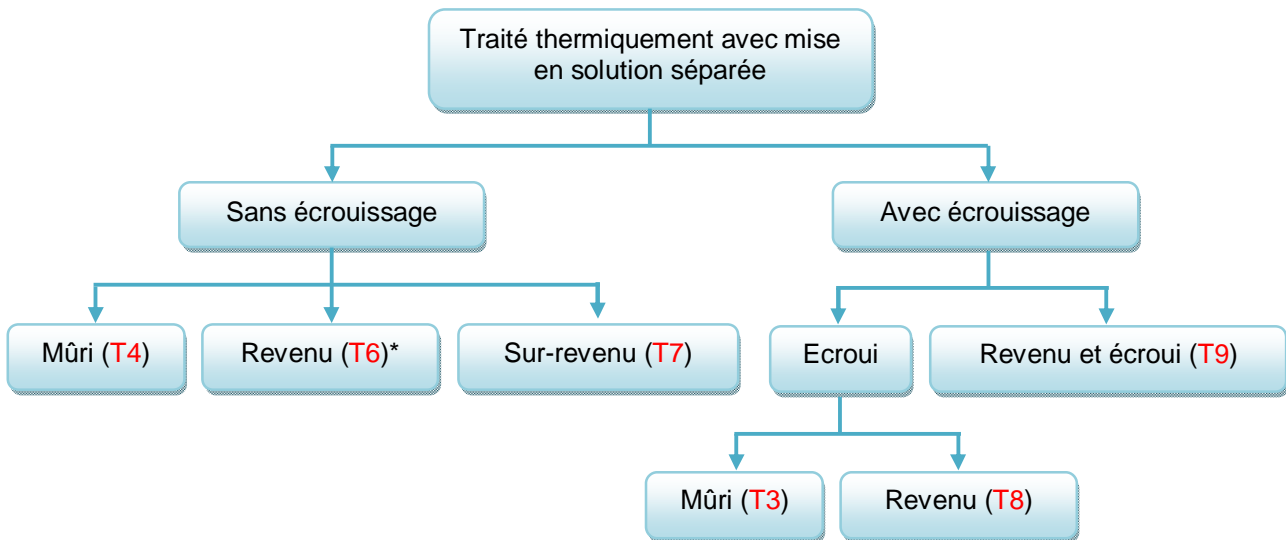 Traité thermiquement avec mise
en solution séparée
Sans écrouissage
Avec écrouissage
Mûri (T4)
Revenu (T6)*
Sur-revenu (T7)
Ecroui
Revenu et écroui (T9)
Mûri (T3)
Revenu (T8)